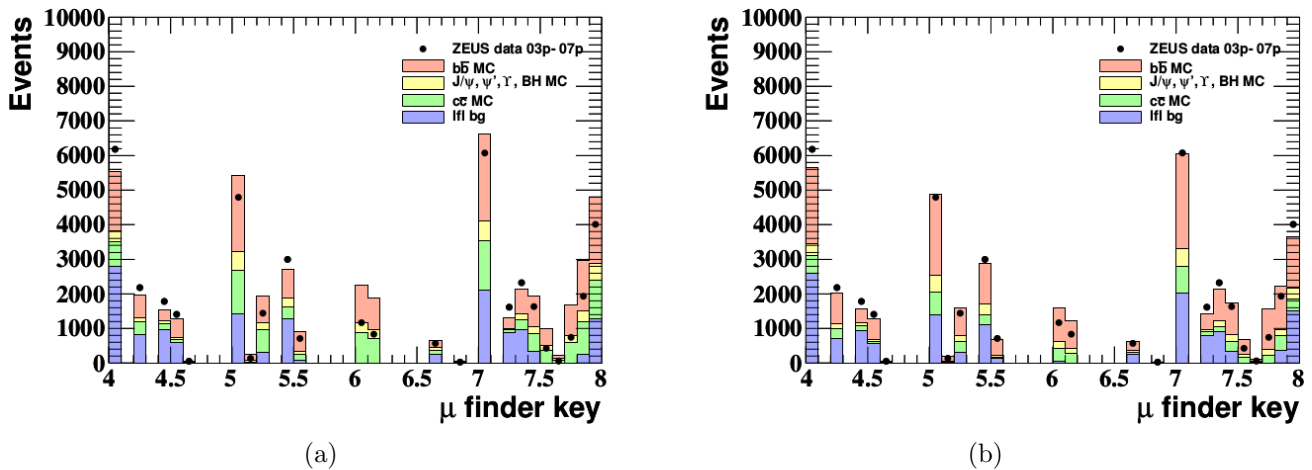 10000
9000
8000
7000
6000
5000
4000
3000
2000
1000
0
Events
ZEUS data 03p- 07p
bb̅ MC
J/ψ, ψ', ϒ, BH MC
cc̅ MC
lfl bg
4 4.5 5 5.5 6 6.5 7 7.5 8
μ finder key
(a)
10000
9000
8000
7000
6000
5000
4000
3000
2000
1000
0
Events
ZEUS data 03p- 07p
bb̅ MC
J/ψ, ψ', ϒ, BH MC
cc̅ MC
lfl bg
4 4.5 5 5.5 6 6.5 7 7.5 8
μ finder key
(b)